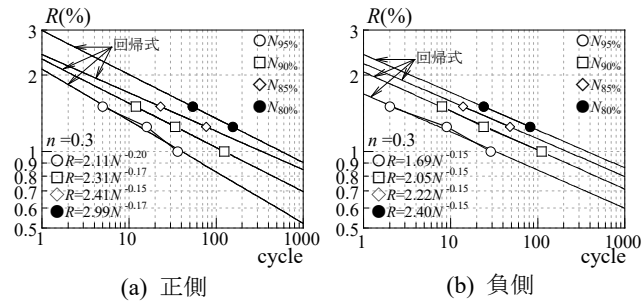 R(%)
3
2
1
0.9
0.8
0.7
0.6
0.5
回帰式
N95%
N90%
N85%
N80%
n=0.3
R=2.11N^-0.20
R=2.31N^-0.17
R=2.41N^-0.15
R=2.99N^-0.17
1 10 100 1000
cycle
(a) 正側
R(%)
3
2
1
0.9
0.8
0.7
0.6
0.5
回帰式
N95%
N90%
N85%
N80%
n=0.3
R=1.69N^-0.15
R=2.05N^-0.15
R=2.22N^-0.15
R=2.40N^-0.15
1 10 100 1000
cycle
(b) 負側